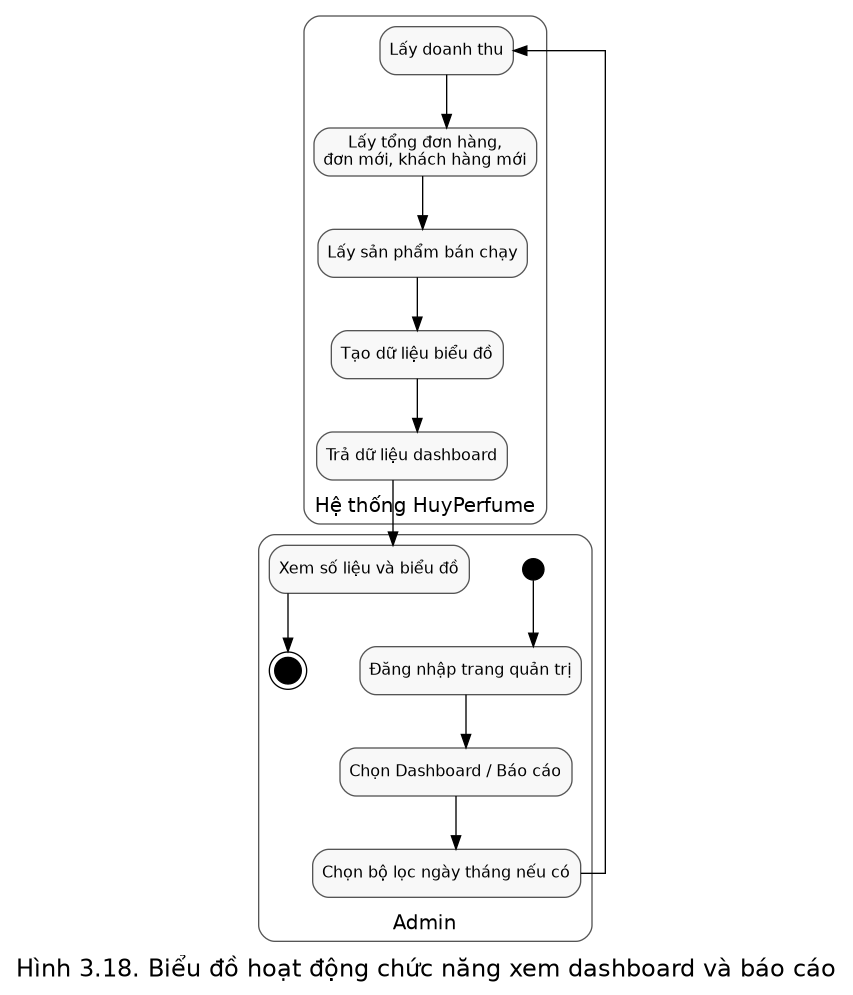 Lấy doanh thu
Lấy tổng đơn hàng,
đơn mới, khách hàng mới
Lấy sản phẩm bán chạy
Tạo dữ liệu biểu đồ
Trả dữ liệu dashboard
Hệ thống HuyPerfume
Xem số liệu và biểu đồ
Đăng nhập trang quản trị
Chọn Dashboard / Báo cáo
Chọn bộ lọc ngày tháng nếu có
Admin
Hình 3.18. Biểu đồ hoạt động chức năng xem dashboard và báo cáo